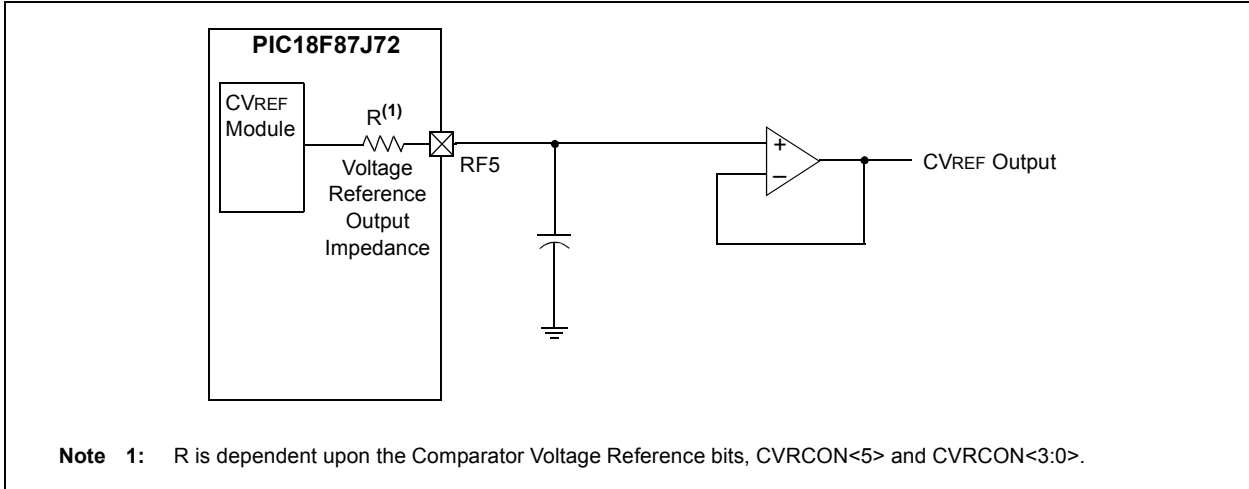 PIC18F87J72
CVREF
Module
R(1)
Voltage
Reference
Output
Impedance
RF5
+
–
CVREF Output
Note 1: R is dependent upon the Comparator Voltage Reference bits, CVRCON<5> and CVRCON<3:0>.